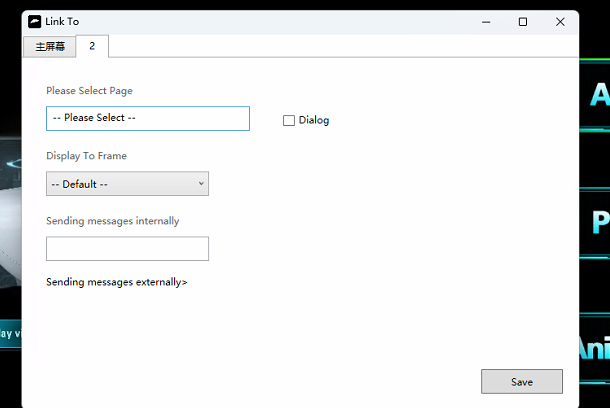 Link To
主屏幕 2
Please Select Page
-- Please Select --
Dialog
Display To Frame
-- Default --
Sending messages internally
Sending messages externally>
Save
A
P
Ani